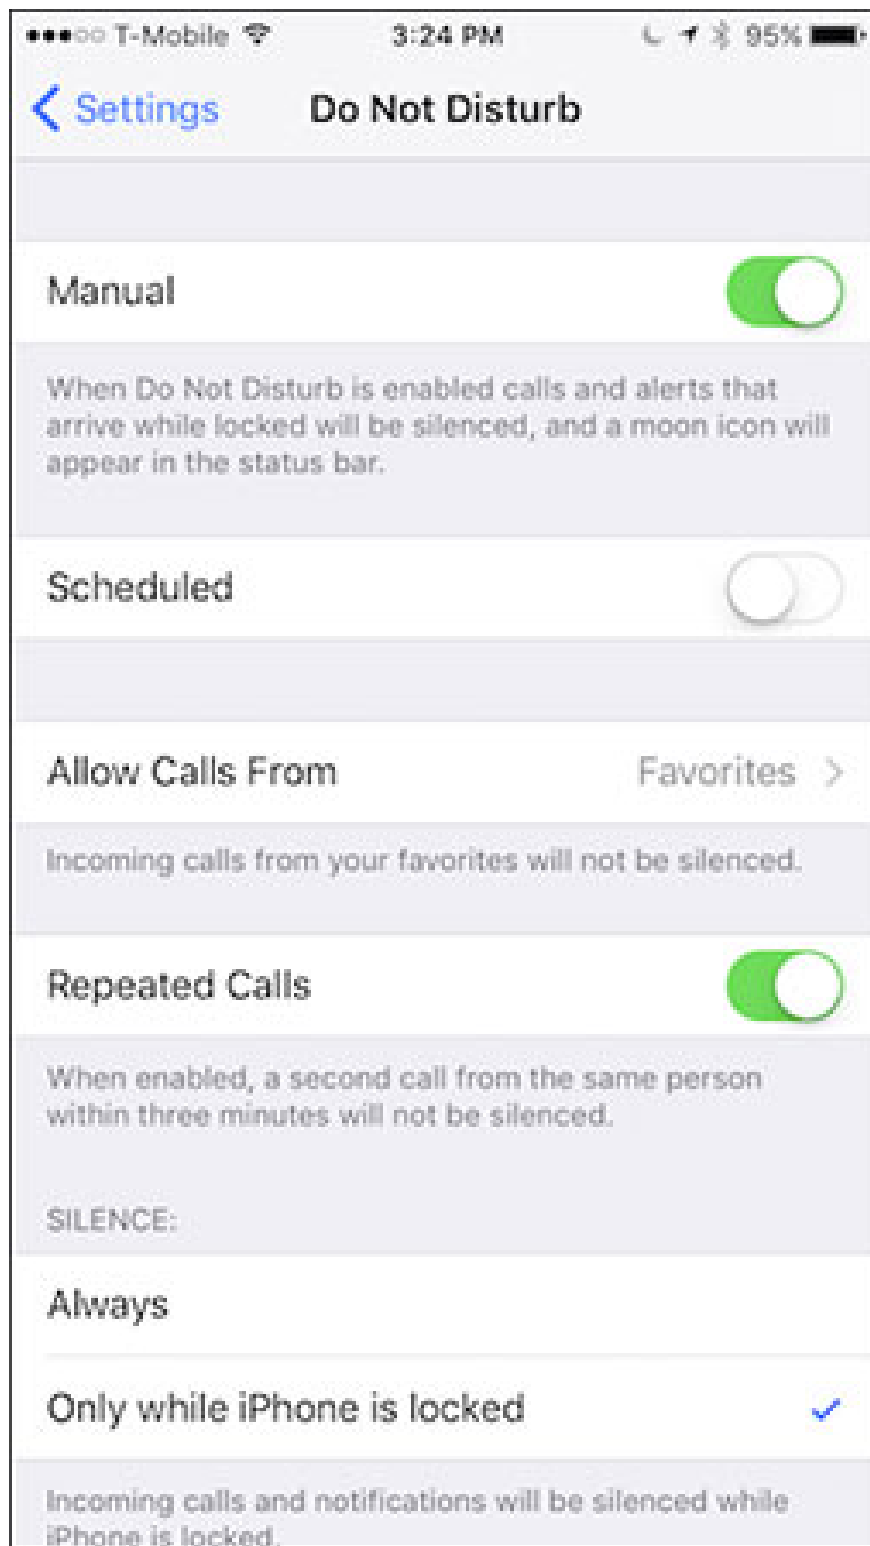 T-Mobile 3:24 PM 95%
Settings Do Not Disturb
Manual
When Do Not Disturb is enabled calls and alerts that
arrive while locked will be silenced, and a moon icon will
appear in the status bar.
Scheduled
Allow Calls From Favorites
Incoming calls from your favorites will not be silenced.
Repeated Calls
When enabled, a second call from the same person
within three minutes will not be silenced.
SILENCE:
Always
Only while iPhone is locked
Incoming calls and notifications will be silenced while
iPhone is locked.